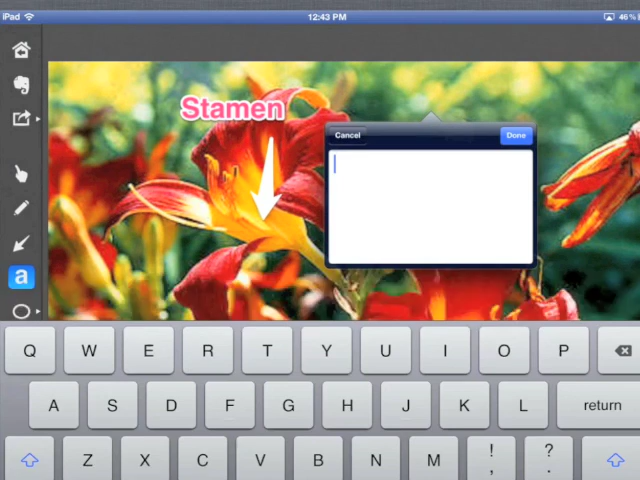 iPad 12:43 PM 46%
Stamen
Cancel Done
a
Q W E R T Y U I O P
A S D F G H J K L return
Z X C V B N M ! , ? .